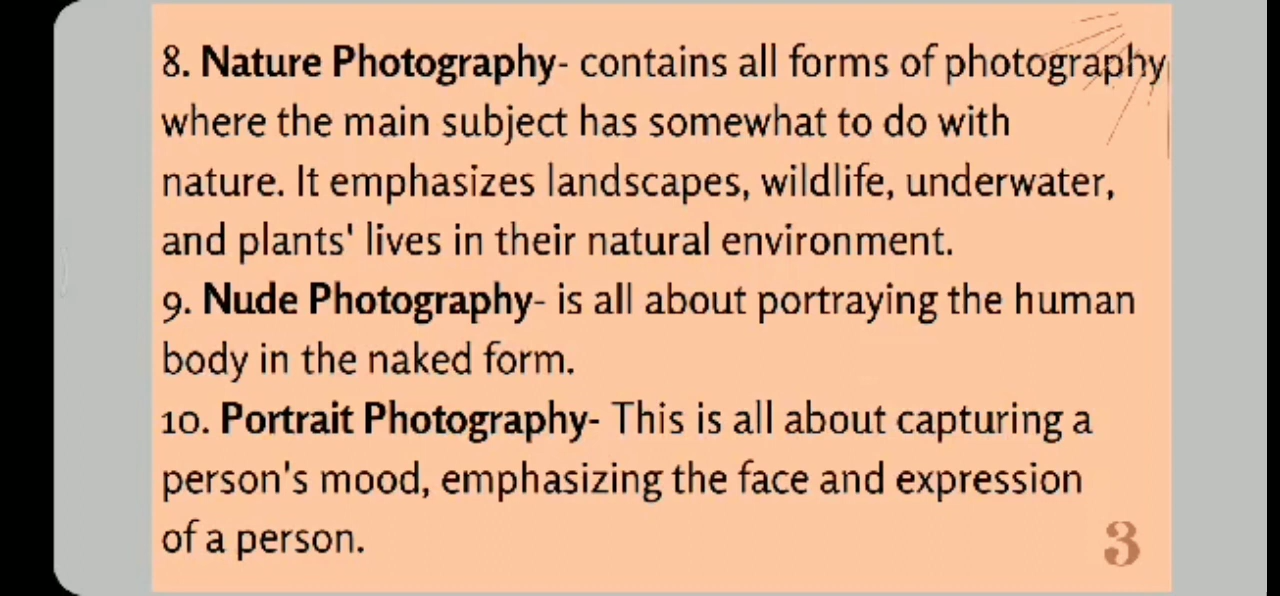 8. Nature Photography- contains all forms of photography
where the main subject has somewhat to do with
nature. It emphasizes landscapes, wildlife, underwater,
and plants' lives in their natural environment.
9. Nude Photography- is all about portraying the human
body in the naked form.
10. Portrait Photography- This is all about capturing a
person's mood, emphasizing the face and expression
of a person.
3